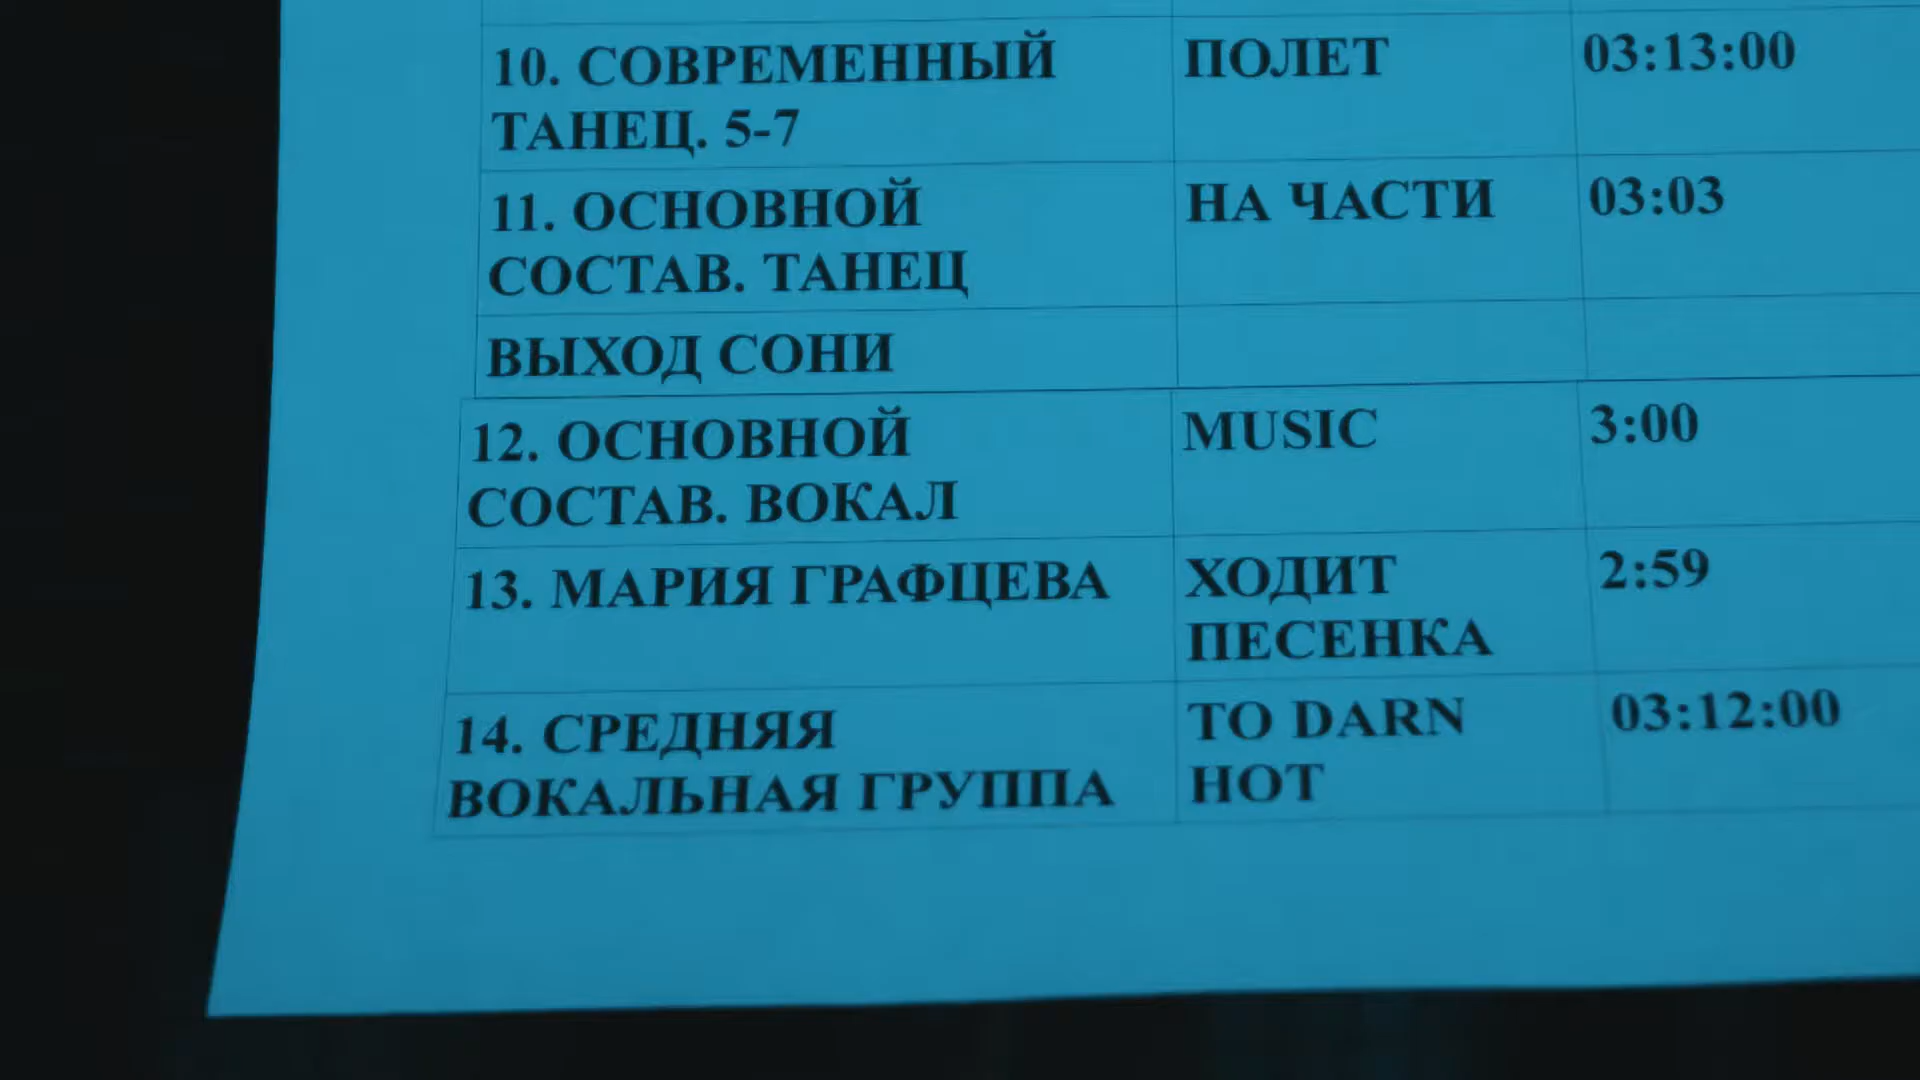 10. СОВРЕМЕННЫЙ ПОЛЕТ 03:13:00
ТАНЕЦ. 5-7
11. ОСНОВНОЙ НА ЧАСТИ 03:03
СОСТАВ. ТАНЕЦ
ВЫХОД СОНИ
12. ОСНОВНОЙ MUSIC 3:00
СОСТАВ. ВОКАЛ
13. МАРИЯ ГРАФЦЕВА ХОДИТ 2:59
ПЕСЕНКА
14. СРЕДНЯЯ TO DARN 03:12:00
ВОКАЛЬНАЯ ГРУППА HOT